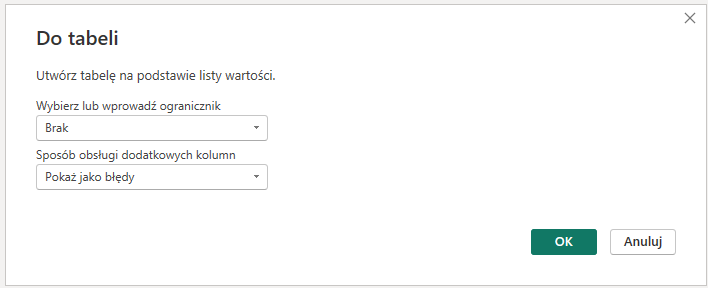 Do tabeli
Utwórz tabelę na podstawie listy wartości.
Wybierz lub wprowadź ogranicznik
Brak
Sposób obsługi dodatkowych kolumn
Pokaż jako błędy
OK Anuluj